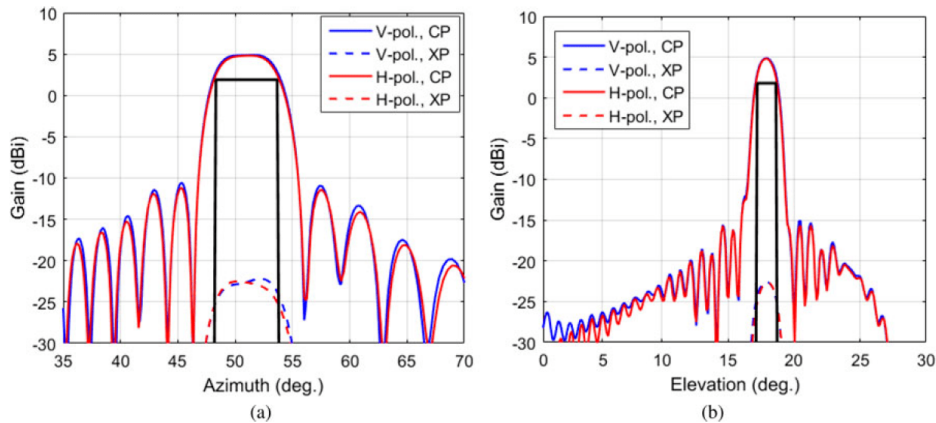 10
5
0
-5
-10
-15
-20
-25
-30
Gain (dBi)
35 40 45 50 55 60 65 70
Azimuth (deg.)
V-pol., CP
V-pol., XP
H-pol., CP
H-pol., XP
(a)
10
5
0
-5
-10
-15
-20
-25
-30
Gain (dBi)
0 5 10 15 20 25 30
Elevation (deg.)
V-pol., CP
V-pol., XP
H-pol., CP
H-pol., XP
(b)